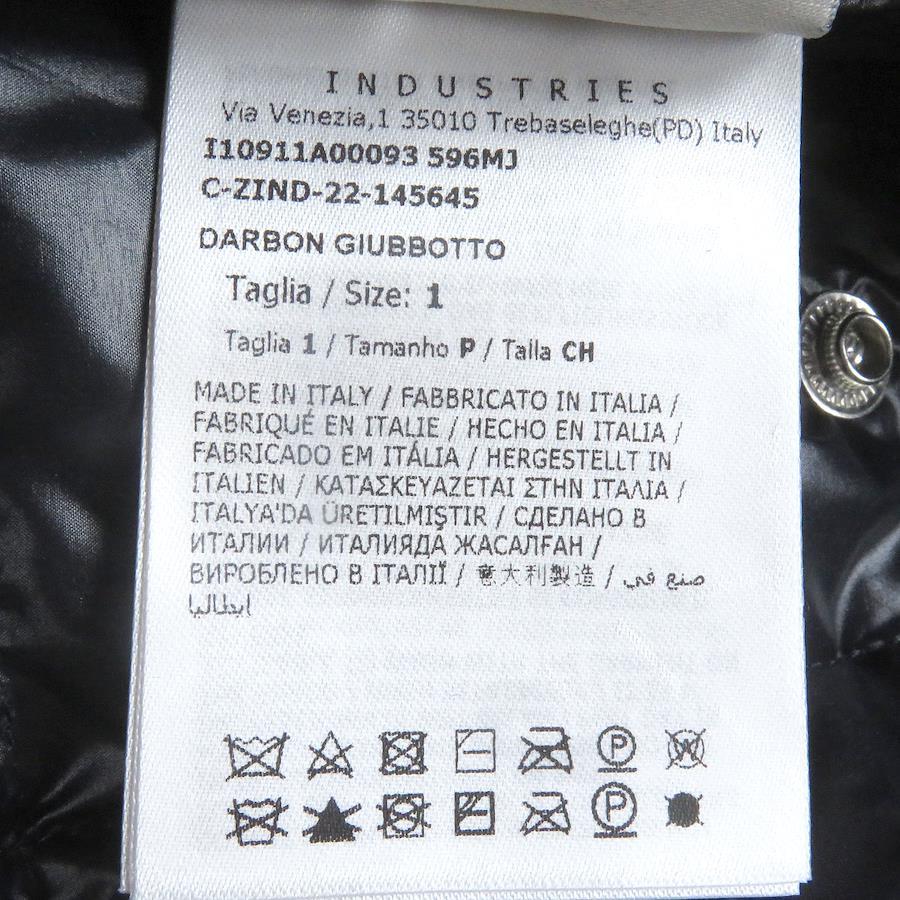 INDUSTRIES
Via Venezia,1 35010 Trebaseleghe(PD) Italy
I10911A00093 596MJ
C-ZIND-22-145645
DARBON GIUBBOTTO
Taglia / Size: 1
Taglia 1 / Tamanho P / Talla CH
MADE IN ITALY / FABBRICATO IN ITALIA /
FABRIQUÉ EN ITALIE / HECHO EN ITALIA /
FABRICADO EM ITÁLIA / HERGESTELLT IN
ITALIEN / ΚΑΤΑΣΚΕΥΑΖΕΤΑΙ ΣΤΗΝ ΙΤΑΛΙΑ /
ITALYA'DA ÜRETILMIŞTIR / СДЕЛАНО В
ИТАЛИИ / ИТАЛИЯДА ЖАСАЛҒАН /
ВИРОБЛЕНО В ІТАЛІЇ / 意大利製造 / صنع في
إيطاليا
P W
P